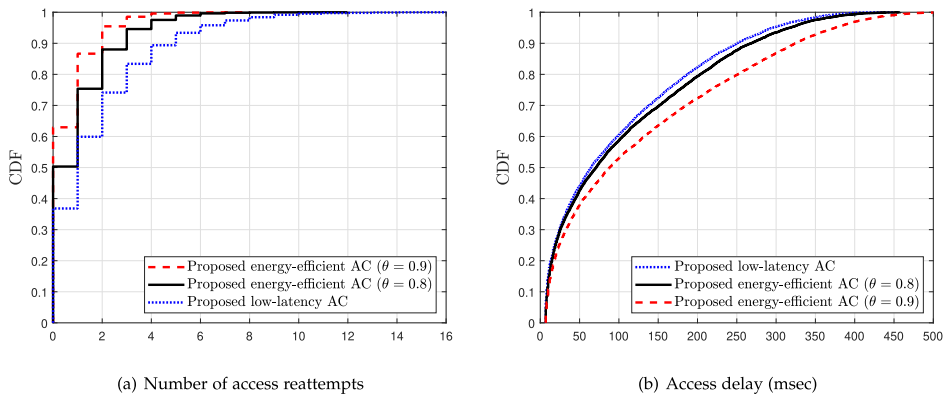 1
0.9
0.8
0.7
0.6
0.5
0.4
0.3
0.2
0.1
0
CDF
Proposed energy-efficient AC (θ = 0.9)
Proposed energy-efficient AC (θ = 0.8)
Proposed low-latency AC
0 2 4 6 8 10 12 14 16
(a) Number of access reattempts
1
0.9
0.8
0.7
0.6
0.5
0.4
0.3
0.2
0.1
0
CDF
Proposed low-latency AC
Proposed energy-efficient AC (θ = 0.8)
Proposed energy-efficient AC (θ = 0.9)
0 50 100 150 200 250 300 350 400 450 500
(b) Access delay (msec)